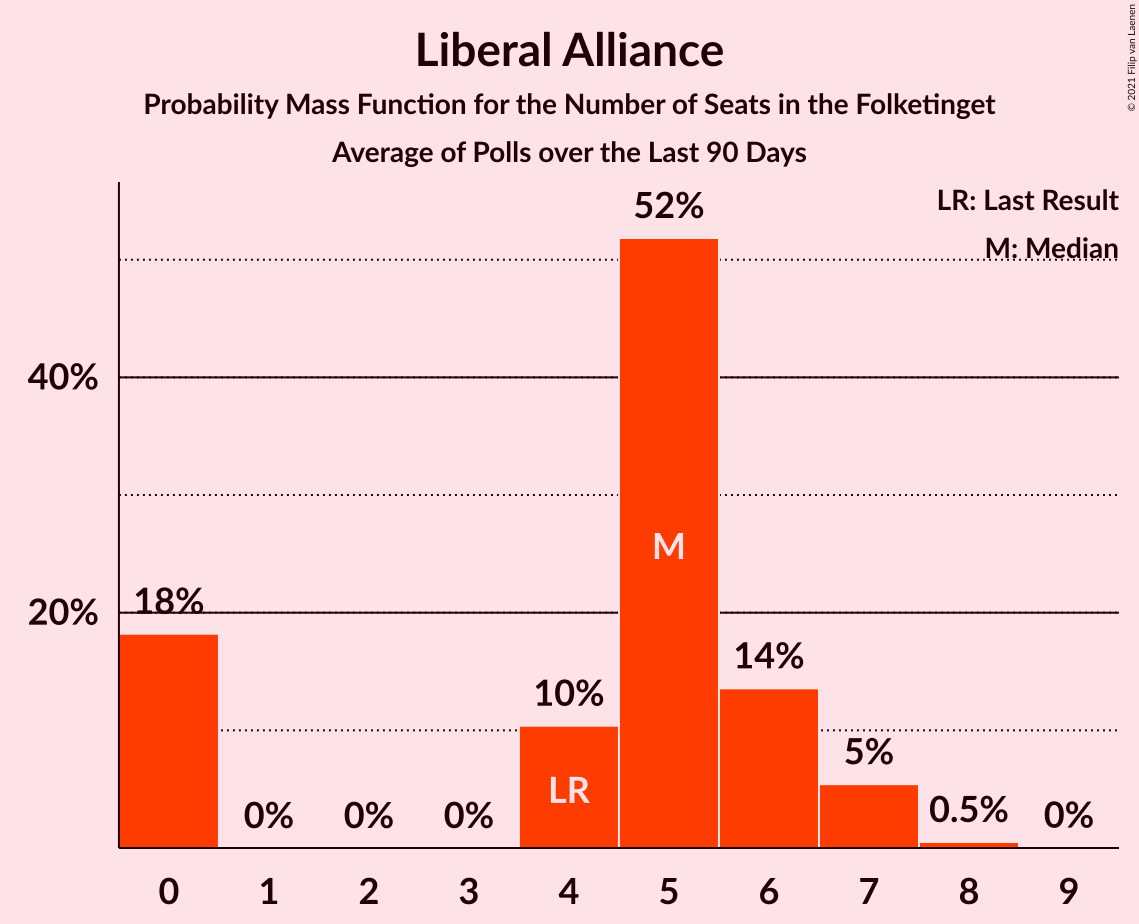 Liberal Alliance
Probability Mass Function for the Number of Seats in the Folketinget
Average of Polls over the Last 90 Days
© 2021 Filip van Laenen
LR: Last Result
M: Median
52%
40%
M
18%
20%
14%
10%
5%
LR
0%
0%
0%
0.5%
0%
0 1 2 3 4 5 6 7 8 9